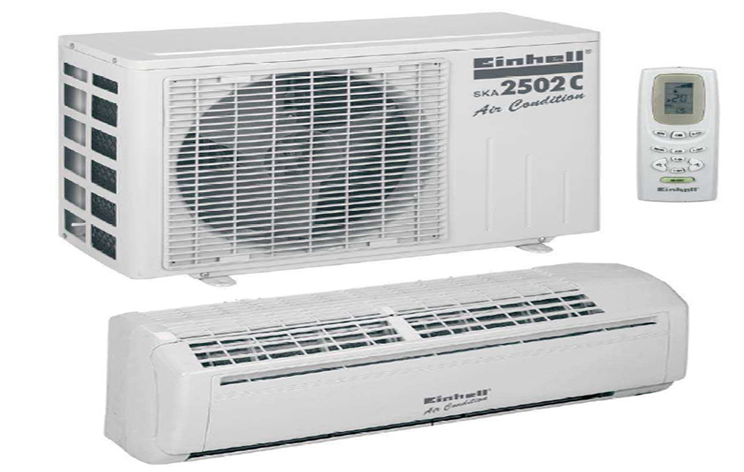 Einhell®
SKA 2502 C
Air Condition
Einhell
Einhell
Air Condition